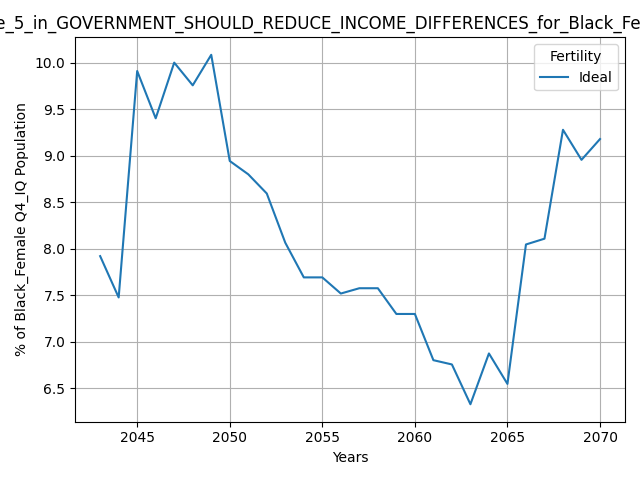 e_5_in_GOVERNMENT_SHOULD_REDUCE_INCOME_DIFFERENCES_for_Black_Fe
Fertility
Ideal
% of Black_Female Q4_IQ Population
10.0
9.5
9.0
8.5
8.0
7.5
7.0
6.5
2045
2050
2055
2060
2065
2070
Years